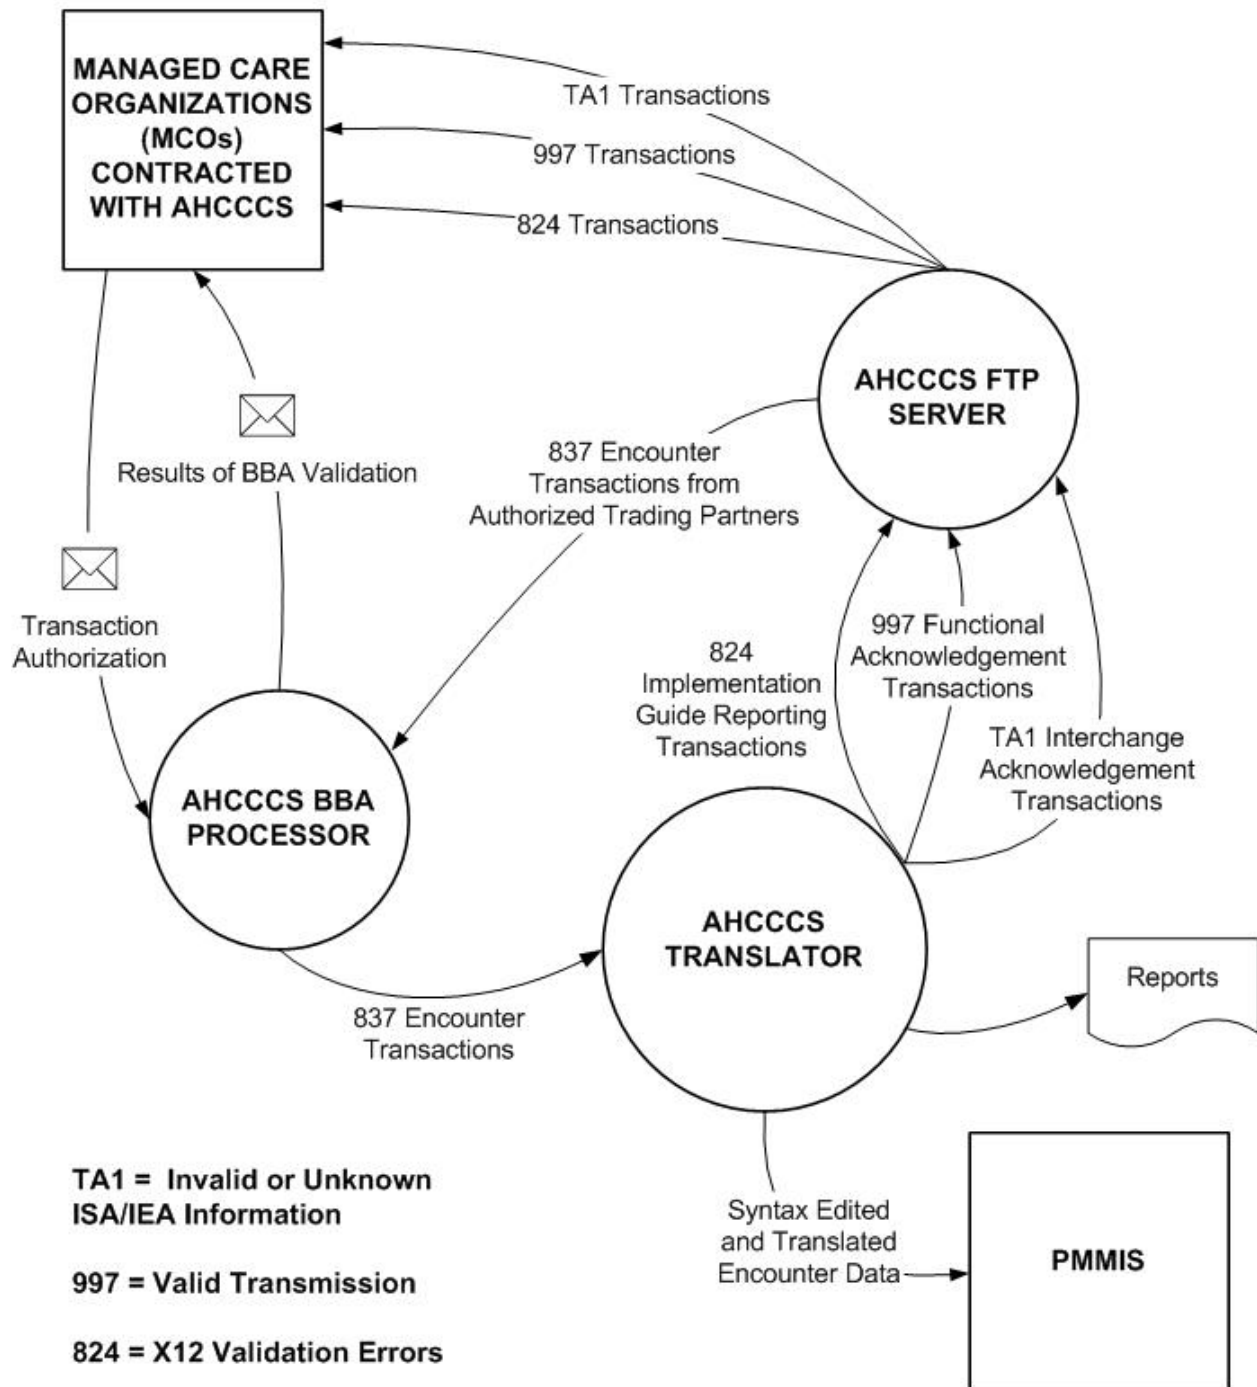 MANAGED CARE
ORGANIZATIONS
(MCOs)
CONTRACTED
WITH AHCCCS
TA1 Transactions
997 Transactions
824 Transactions
AHCCCS FTP
SERVER
837 Encounter
Transactions from
Authorized Trading Partners
Results of BBA Validation
Transaction
Authorization
824
Implementation
Guide Reporting
Transactions
997 Functional
Acknowledgement
Transactions
TA1 Interchange
Acknowledgement
Transactions
AHCCCS BBA
PROCESSOR
AHCCCS
TRANSLATOR
Reports
837 Encounter
Transactions
Syntax Edited
and Translated
Encounter Data
PMMIS
TA1 = Invalid or Unknown
ISA/IEA Information
997 = Valid Transmission
824 = X12 Validation Errors